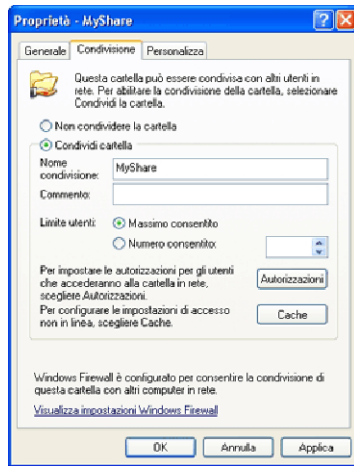 Proprietà - MyShare
Generale Condivisione Personalizza
Questa cartella può essere condivisa con altri utenti in
rete. Per abilitare la condivisione della cartella, selezionare
Condividi la cartella.
Non condividere la cartella
Condividi cartella
Nome
condivisione: MyShare
Commento:
Limite utenti: Massimo consentito
Numero consentito:
Per impostare le autorizzazioni per gli utenti
che accederanno alla cartella in rete,
scegliere Autorizzazioni.
Autorizzazioni
Per configurare le impostazioni di accesso
non in linea, scegliere Cache.
Cache
Windows Firewall è configurato per consentire la condivisione di
questa cartella con altri computer in rete.
Visualizza impostazioni Windows Firewall
OK Annulla Applica